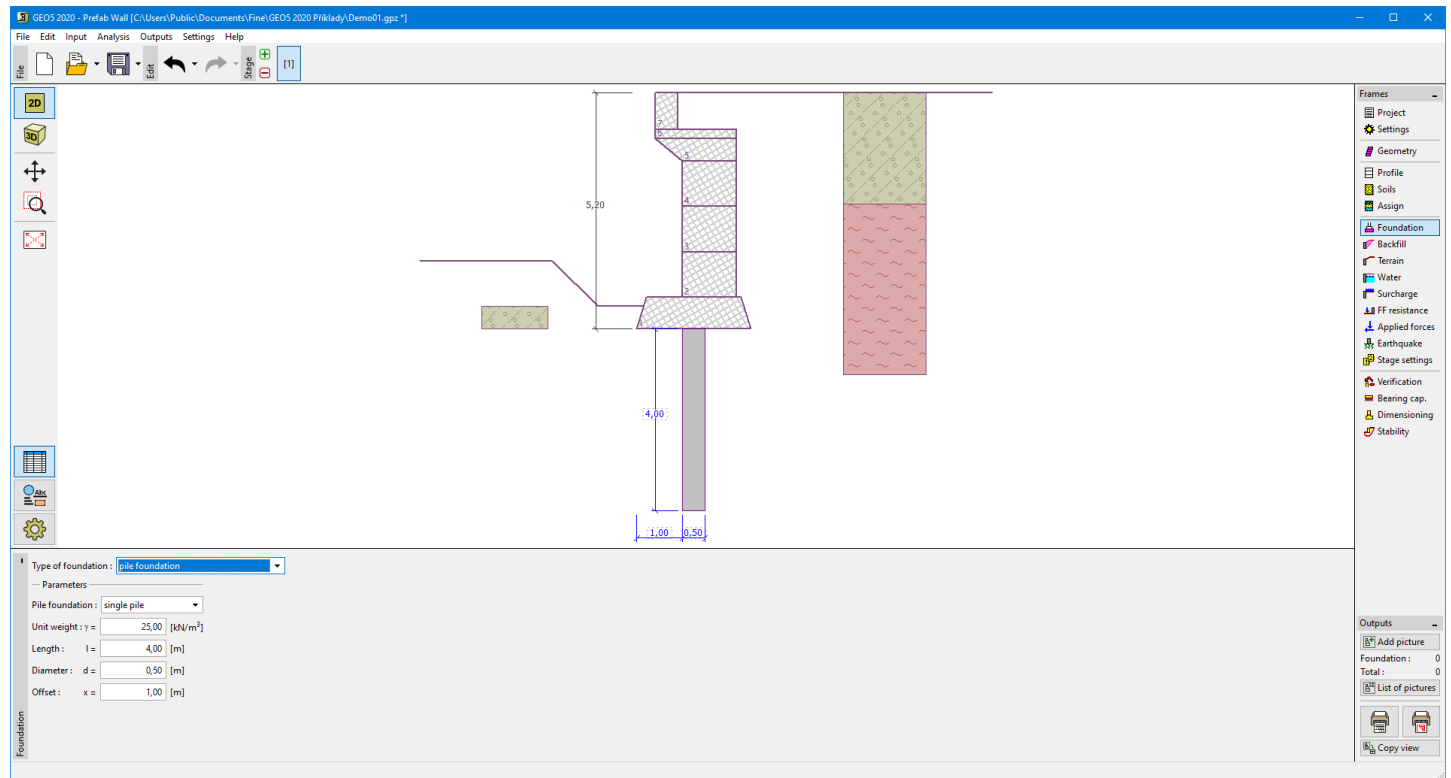 GEO5 2020 - Prefab Wall [C:\Users\Public\Documents\Fine\GEO5 2020 Příklady\Demo01.gpz *]
File Edit Input Analysis Outputs Settings Help
File
Edit
Stage
[1]
2D
3D
Abc
5,20
7
6
5
4
3
2
4,00
1,00 0,50
Frames
Project
Settings
Geometry
Profile
Soils
Assign
Foundation
Backfill
Terrain
Water
Surcharge
FF resistance
Applied forces
Earthquake
Stage settings
Verification
Bearing cap.
Dimensioning
Stability
Type of foundation : pile foundation
Parameters
Pile foundation : single pile
Unit weight : γ = 25,00 [kN/m³]
Length : l = 4,00 [m]
Diameter : d = 0,50 [m]
Offset : x = 1,00 [m]
Foundation
Outputs
Add picture
Foundation : 0
Total : 0
List of pictures
Copy view